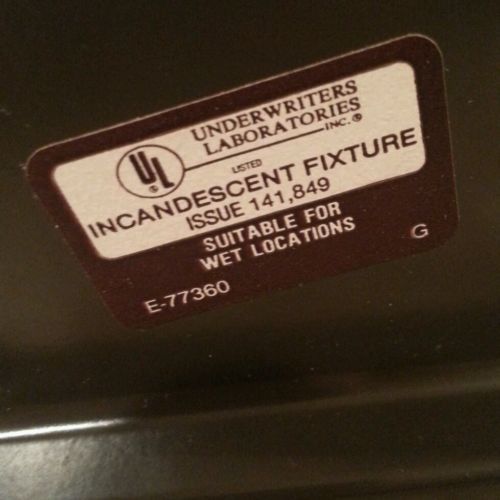 UNDERWRITERS
LABORATORIES
INC.®
UL®
LISTED
INCANDESCENT FIXTURE
ISSUE 141,849
SUITABLE FOR
WET LOCATIONS
E-77360
G